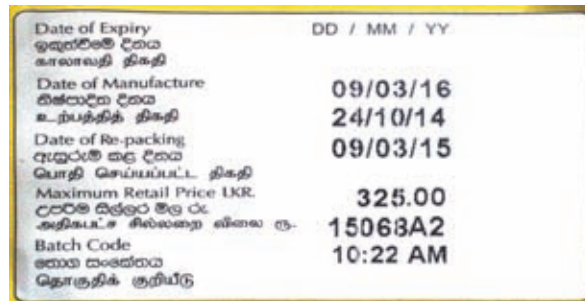 Date of Expiry DD / MM / YY
ඉකුත්වීමේ දිනය
காலாவதி திகதி
Date of Manufacture 09/03/16
නිෂ්පාදිත දිනය
உற்பத்தித் திகதி 24/10/14
Date of Re-packing 09/03/15
ඇසුරුම් කළ දිනය
பொதி செய்யப்பட்ட திகதி
Maximum Retail Price LKR. 325.00
උපරිම සිල්ලර මිල රු.
அதிகபட்ச சில்லறை விலை ரூ. 15068A2
Batch Code 10:22 AM
තොග සංකේතය
தொகுதிக் குறியீடு